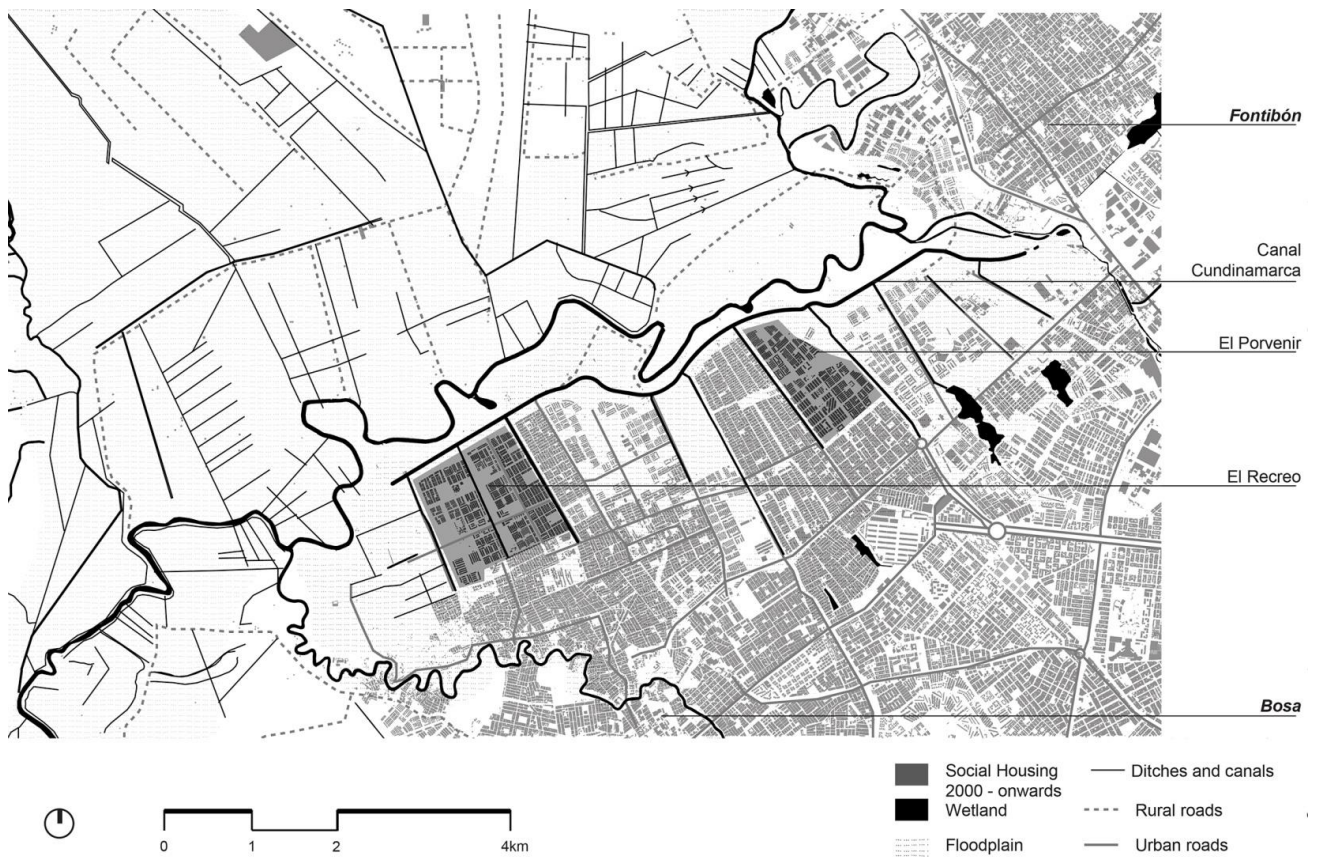 Fontibón
Canal
Cundinamarca
El Porvenir
El Recreo
Bosa
Social Housing
2000 - onwards
Wetland
Floodplain
Ditches and canals
Rural roads
Urban roads
0 1 2 4km